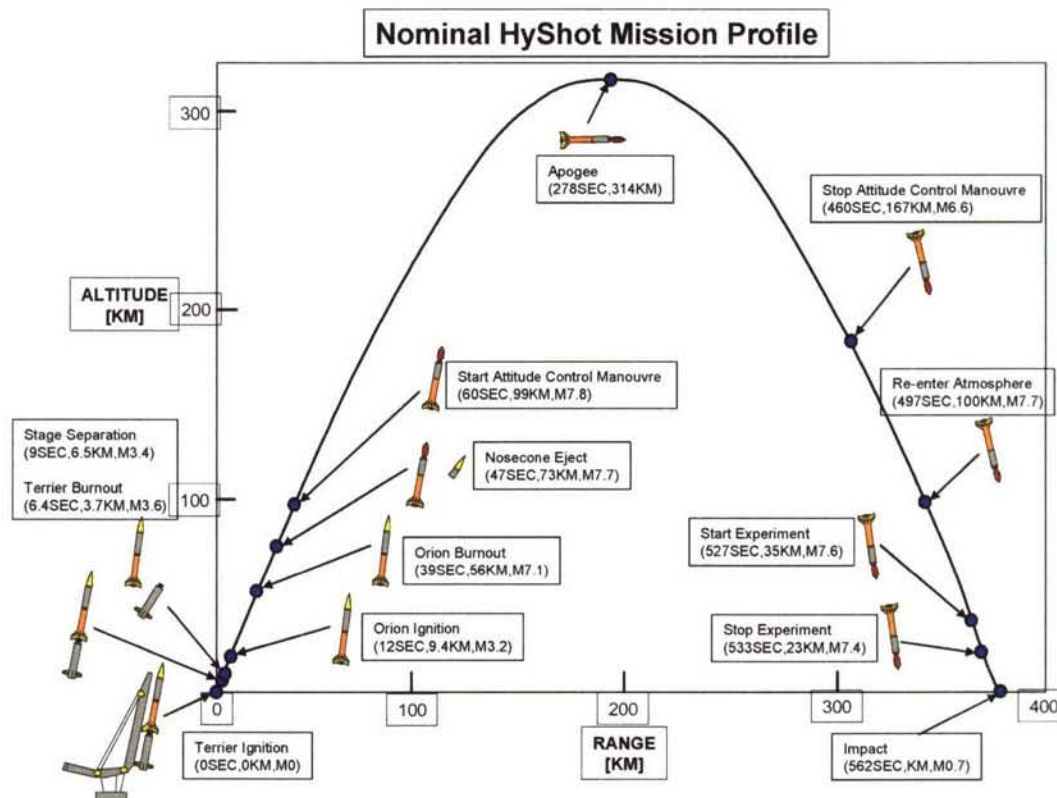 Nominal HyShot Mission Profile
300
Apogee
(278SEC,314KM)
Stop Attitude Control Manouvre
(460SEC,167KM,M6.6)
ALTITUDE
[KM]
200
Start Attitude Control Manouvre
(60SEC,99KM,M7.8)
Re-enter Atmosphere
(497SEC,100KM,M7.7)
Stage Separation
(9SEC,6.5KM,M3.4)
Terrier Burnout
(6.4SEC,3.7KM,M3.6)
Nosecone Eject
(47SEC,73KM,M7.7)
100
Start Experiment
(527SEC,35KM,M7.6)
Orion Burnout
(39SEC,56KM,M7.1)
Orion Ignition
(12SEC,9.4KM,M3.2)
Stop Experiment
(533SEC,23KM,M7.4)
0
100
200
300
400
Terrier Ignition
(0SEC,0KM,M0)
RANGE
[KM]
Impact
(562SEC,KM,M0.7)